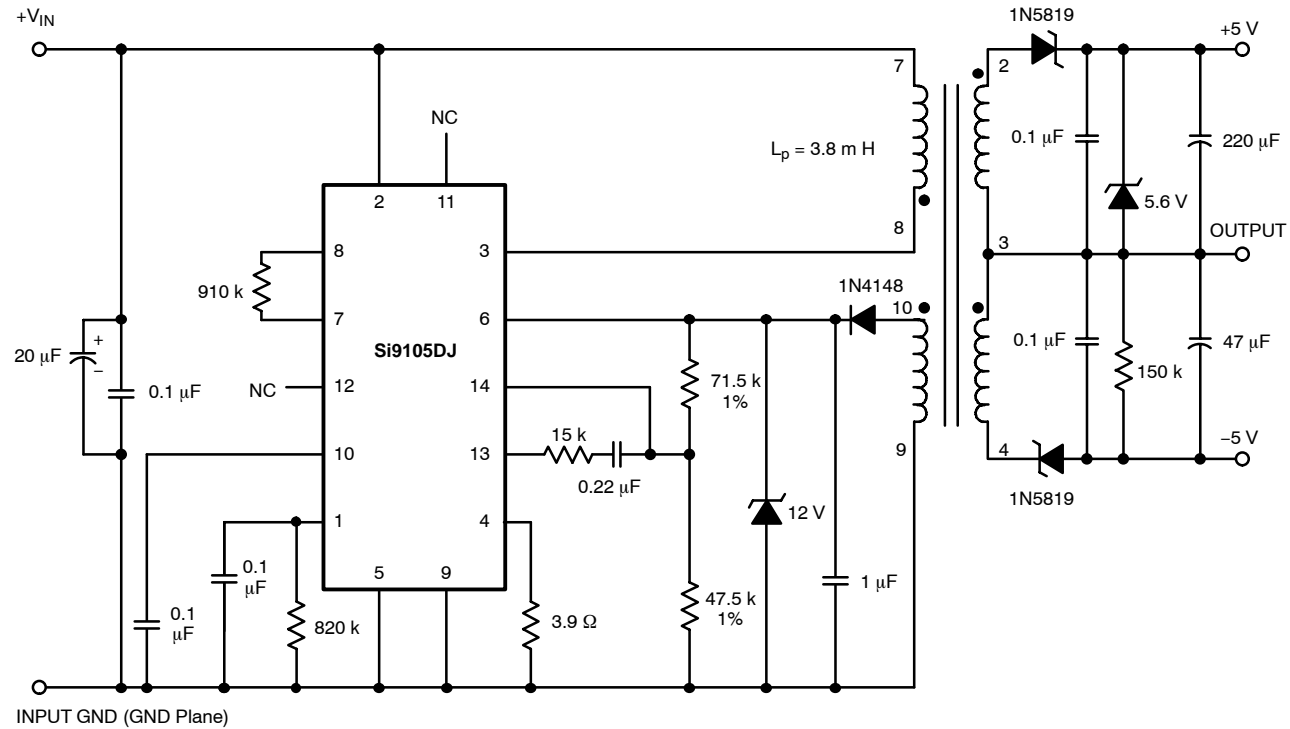 +VIN
1N5819
+5 V
7
2
NC
Lp = 3.8 m H
0.1 μF
220 μF
2
11
5.6 V
8
3
OUTPUT
8
3
910 k
1N4148
10
7
6
Si9105DJ
20 μF
+
−
0.1 μF
47 μF
0.1 μF
NC
12
14
71.5 k
1%
150 k
15 k
10
13
9
4
−5 V
0.22 μF
1N5819
1
4
12 V
0.1
μF
5
9
1 μF
0.1
μF
820 k
3.9 Ω
47.5 k
1%
INPUT GND (GND Plane)